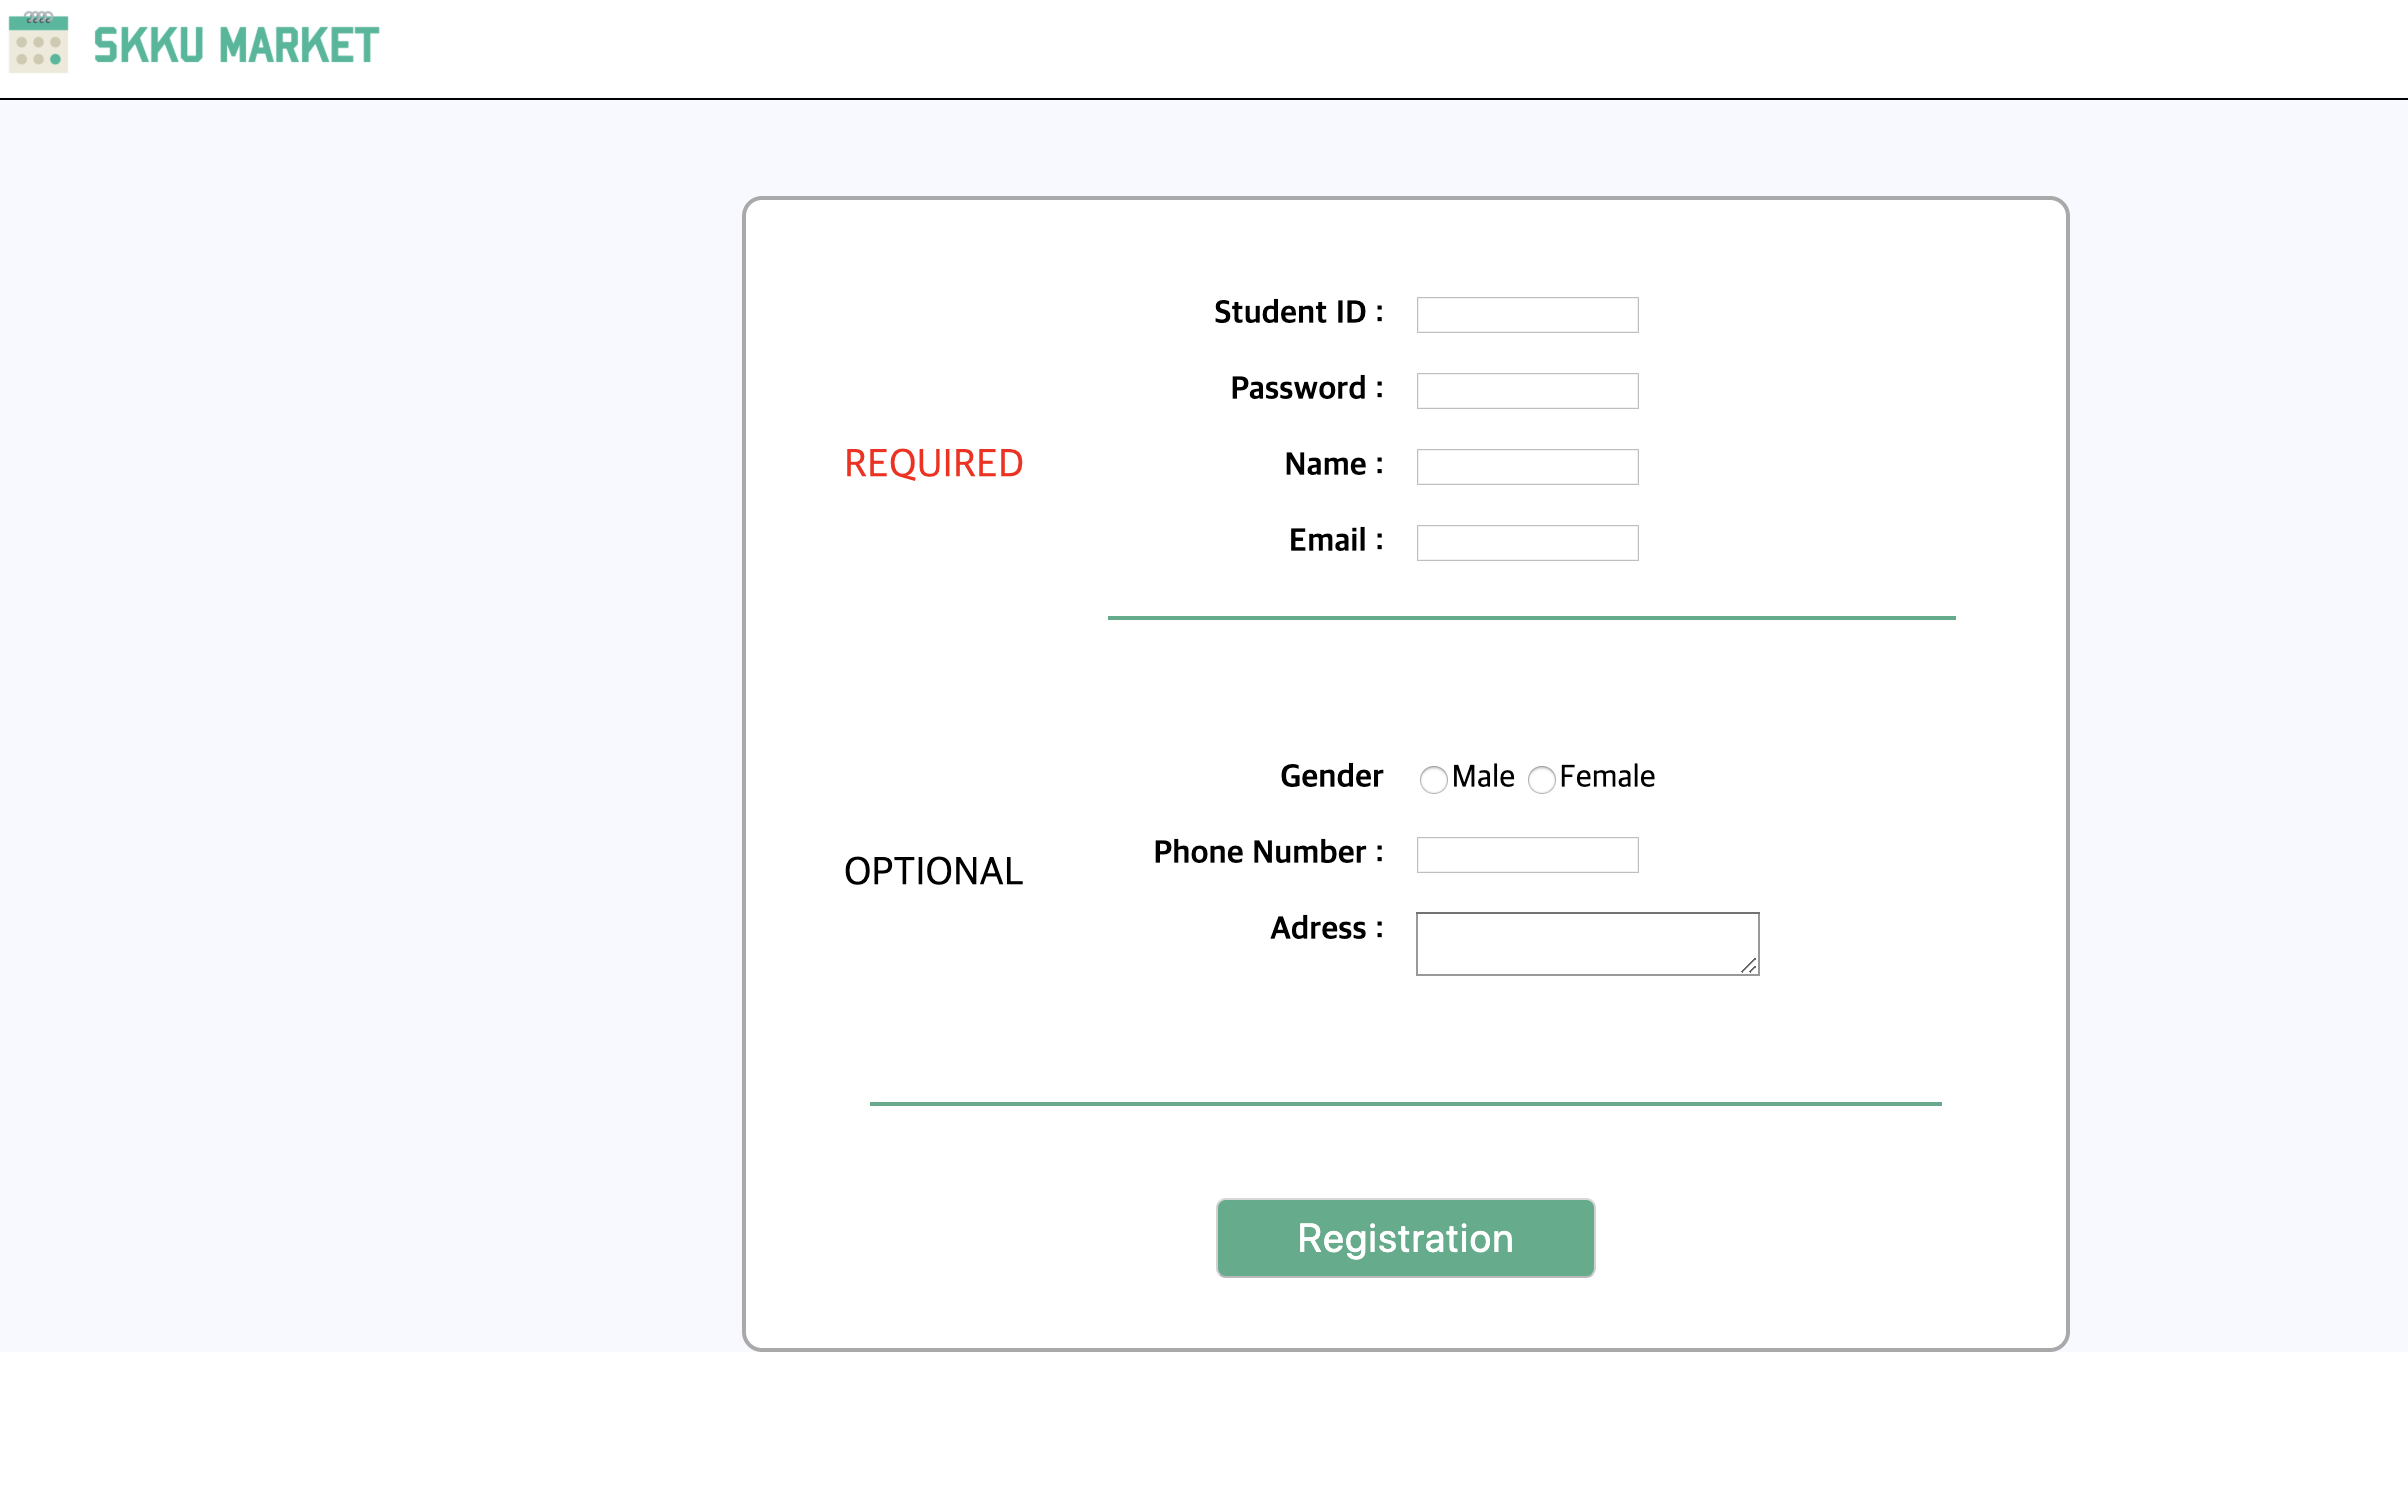 SKKU MARKET
Student ID :
Password :
REQUIRED
Name :
Email :
Gender Male Female
Phone Number :
OPTIONAL
Adress :
Registration